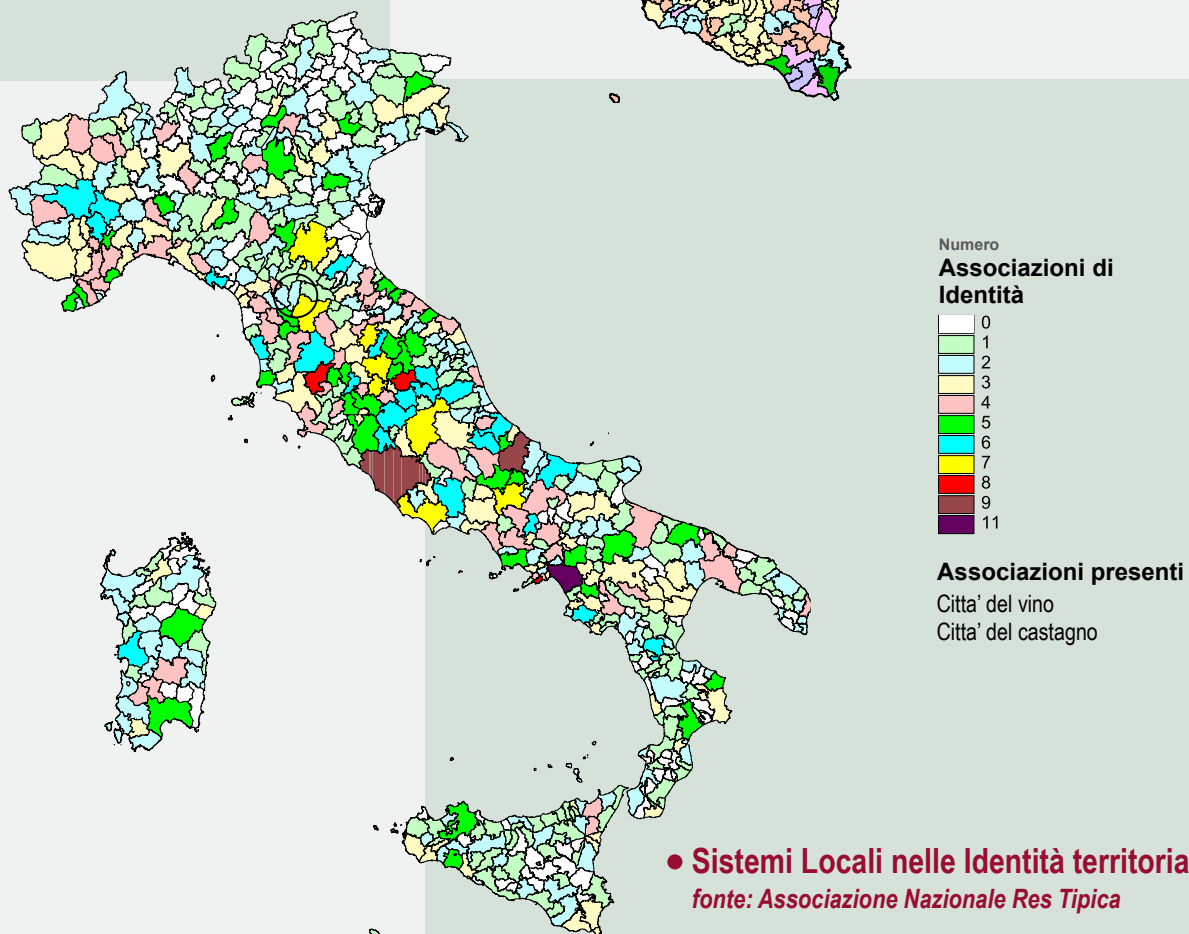 Numero
Associazioni di
Identità
0
1
2
3
4
5
6
7
8
9
11
Associazioni presenti
Citta' del vino
Citta' del castagno
• Sistemi Locali nelle Identità territoria
fonte: Associazione Nazionale Res Tipica